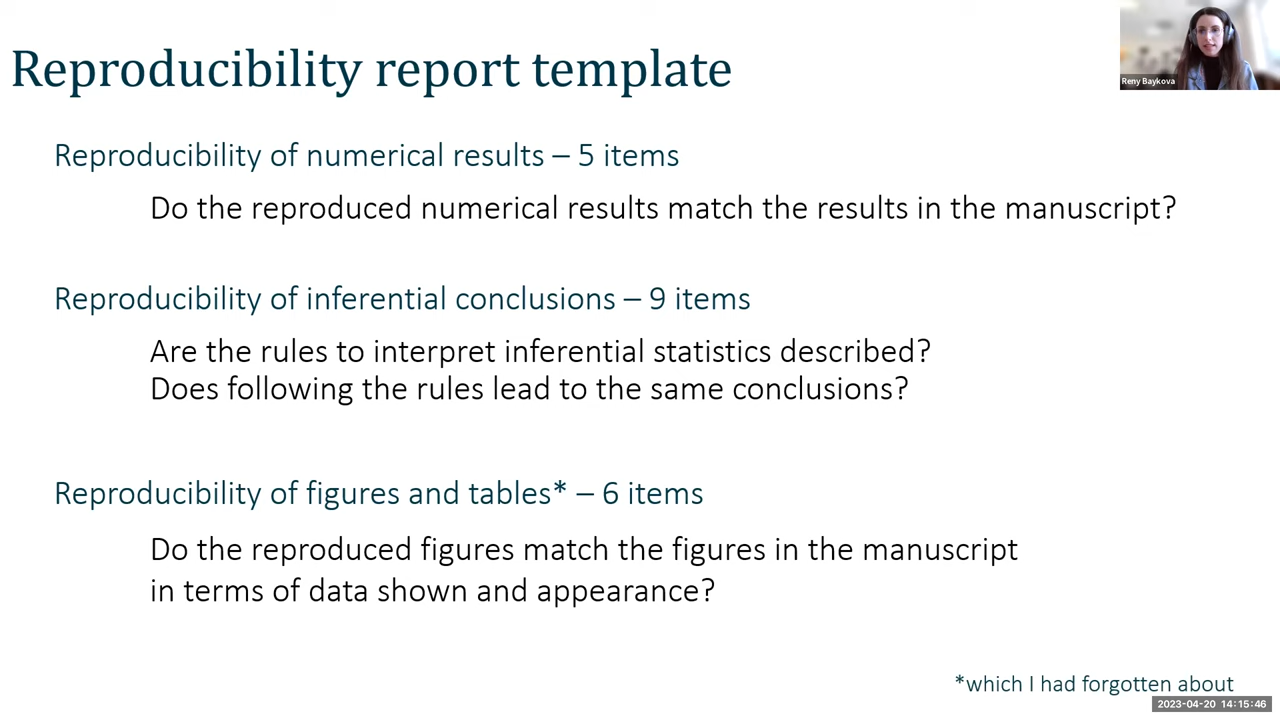 Reproducibility report template
Reny Baykova
Reproducibility of numerical results – 5 items
Do the reproduced numerical results match the results in the manuscript?
Reproducibility of inferential conclusions – 9 items
Are the rules to interpret inferential statistics described?
Does following the rules lead to the same conclusions?
Reproducibility of figures and tables* – 6 items
Do the reproduced figures match the figures in the manuscript
in terms of data shown and appearance?
*which I had forgotten about
2023-04-20 14:15:46